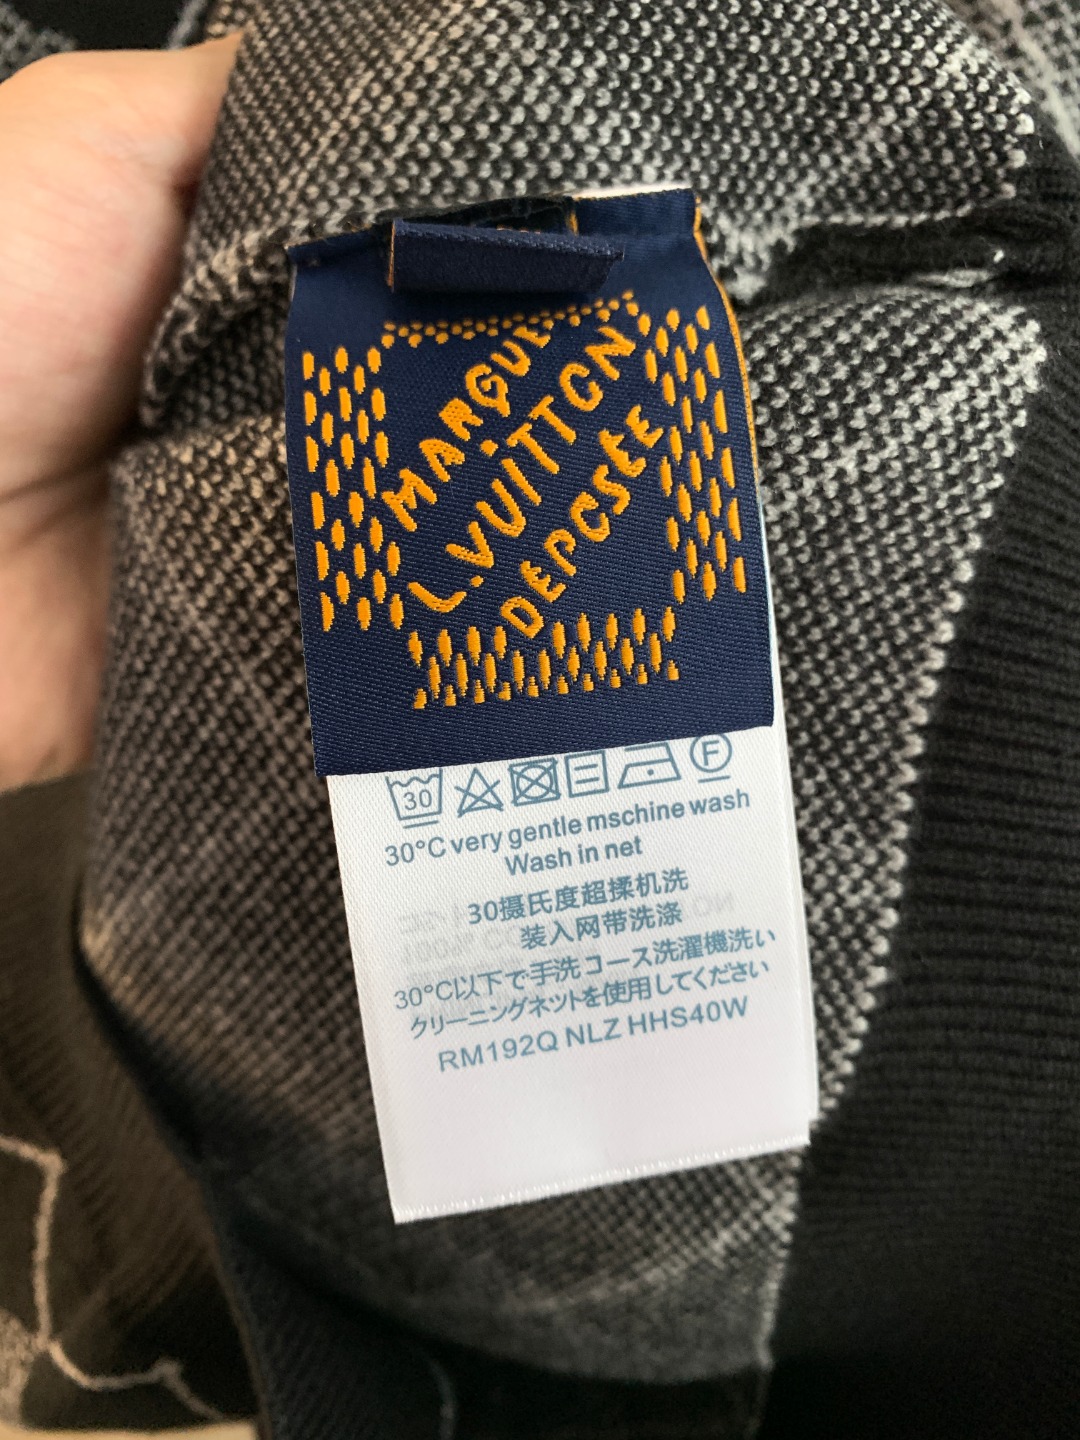 MARQUE
L.VUITTON
DEPOSEE
30
F
30°C very gentle mschine wash
Wash in net
30摄氏度超揉机洗
装入网带洗涤
30°C以下で手洗コース洗濯機洗い
クリーニングネットを使用してください
RM192Q NLZ HHS40W